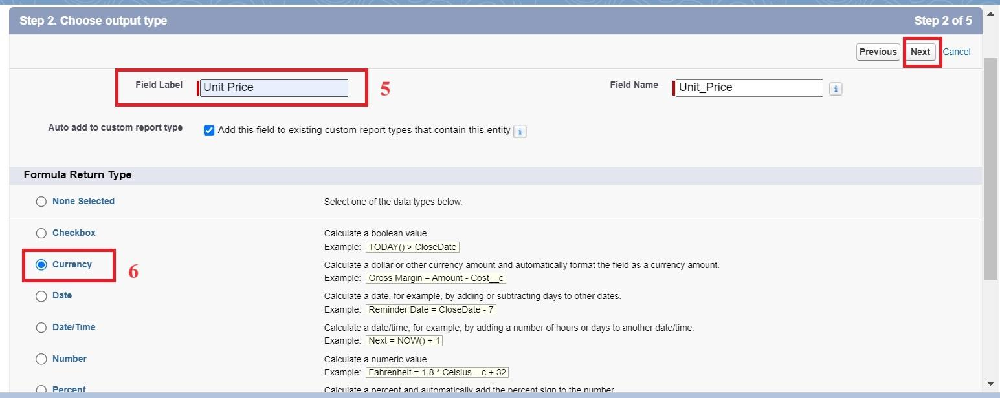 Step 2. Choose output type Step 2 of 5
Previous Next Cancel
Field Label Unit Price 5 Field Name Unit_Price i
Auto add to custom report type Add this field to existing custom report types that contain this entity i
Formula Return Type
None Selected Select one of the data types below.
Checkbox Calculate a boolean value
Example: TODAY() > CloseDate
Currency 6 Calculate a dollar or other currency amount and automatically format the field as a currency amount.
Example: Gross Margin = Amount - Cost__c
Date Calculate a date, for example, by adding or subtracting days to other dates.
Example: Reminder Date = CloseDate - 7
Date/Time Calculate a date/time, for example, by adding a number of hours or days to another date/time.
Example: Next = NOW() + 1
Number Calculate a numeric value.
Example: Fahrenheit = 1.8 * Celsius__c + 32
Percent Calculate a percent and automatically add the percent sign to the number